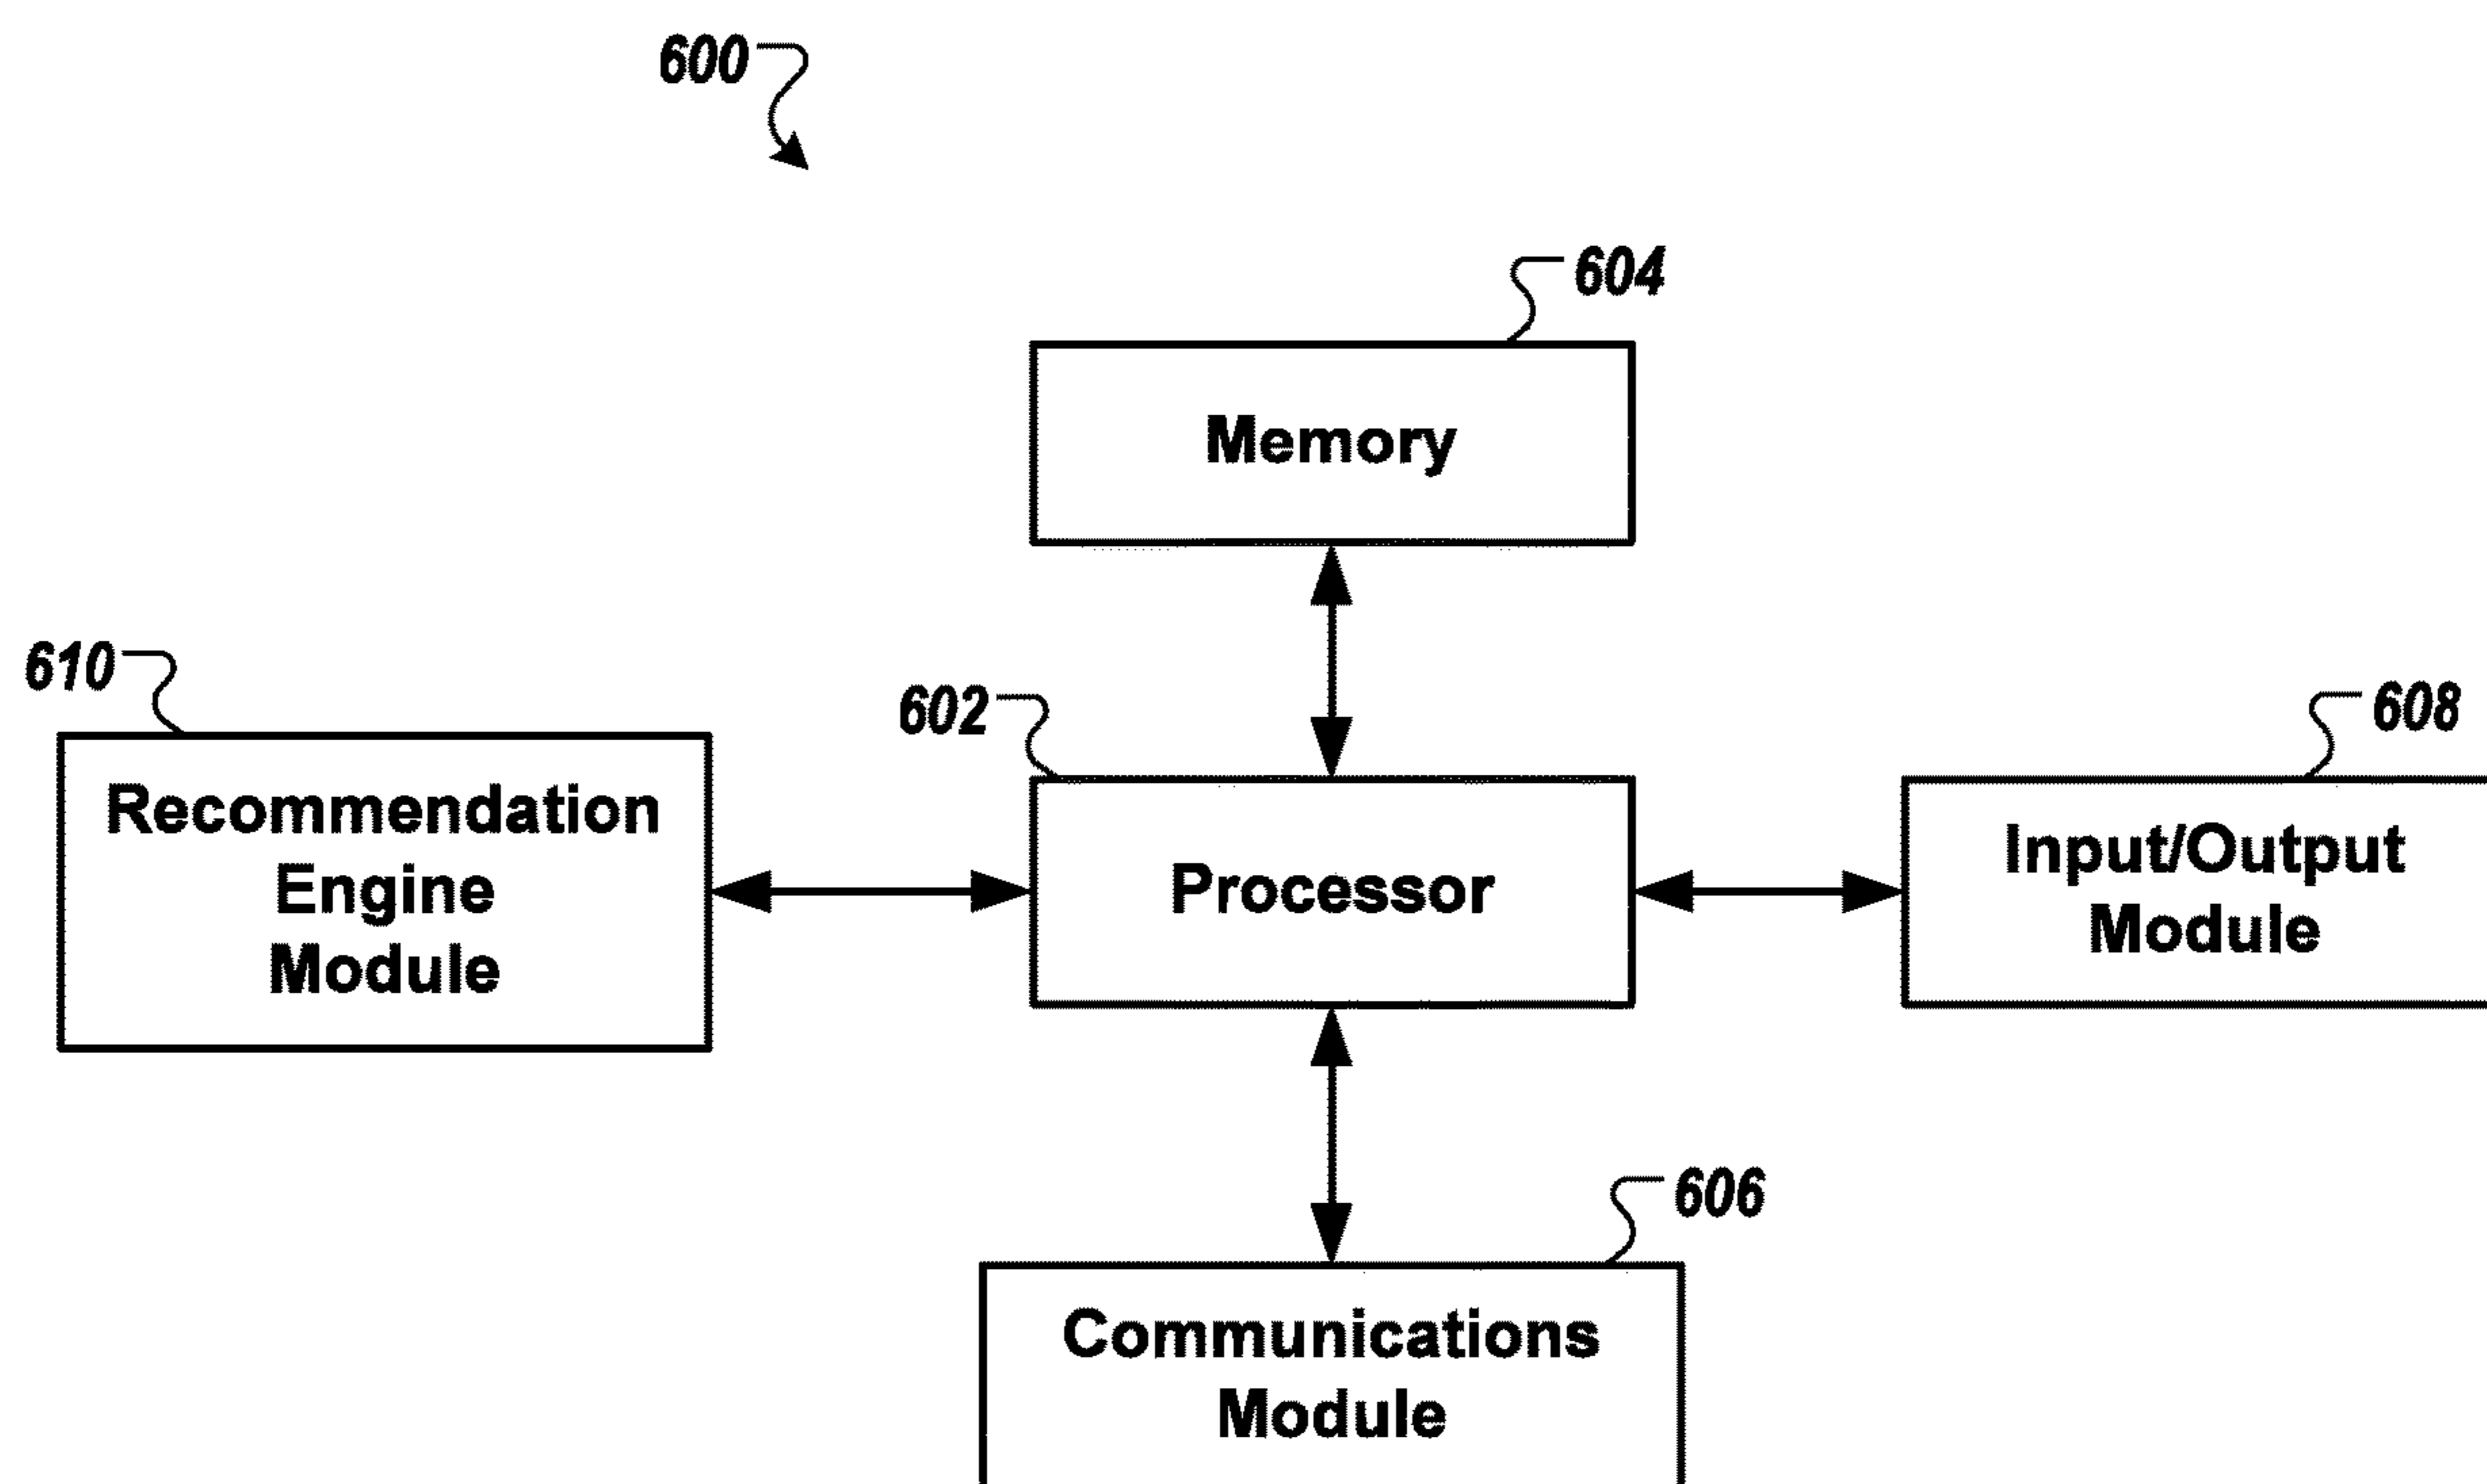 600
604
Memory
610
602
608
Recommendation
Engine
Module
Processor
Input/Output
Module
606
Communications
Module